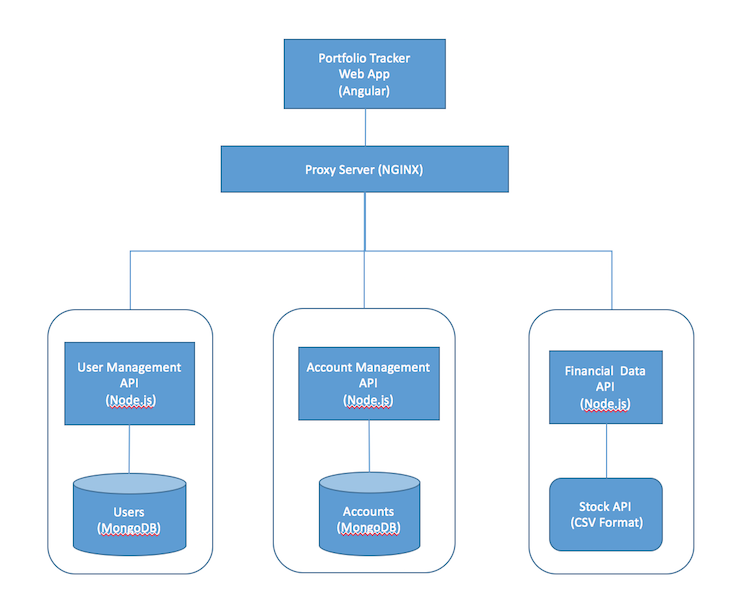 Portfolio Tracker
Web App
(Angular)
Proxy Server (NGINX)
User Management
API
(Node.js)
Account Management
API
(Node.js)
Financial Data
API
(Node.js)
Users
(MongoDB)
Accounts
(MongoDB)
Stock API
(CSV Format)